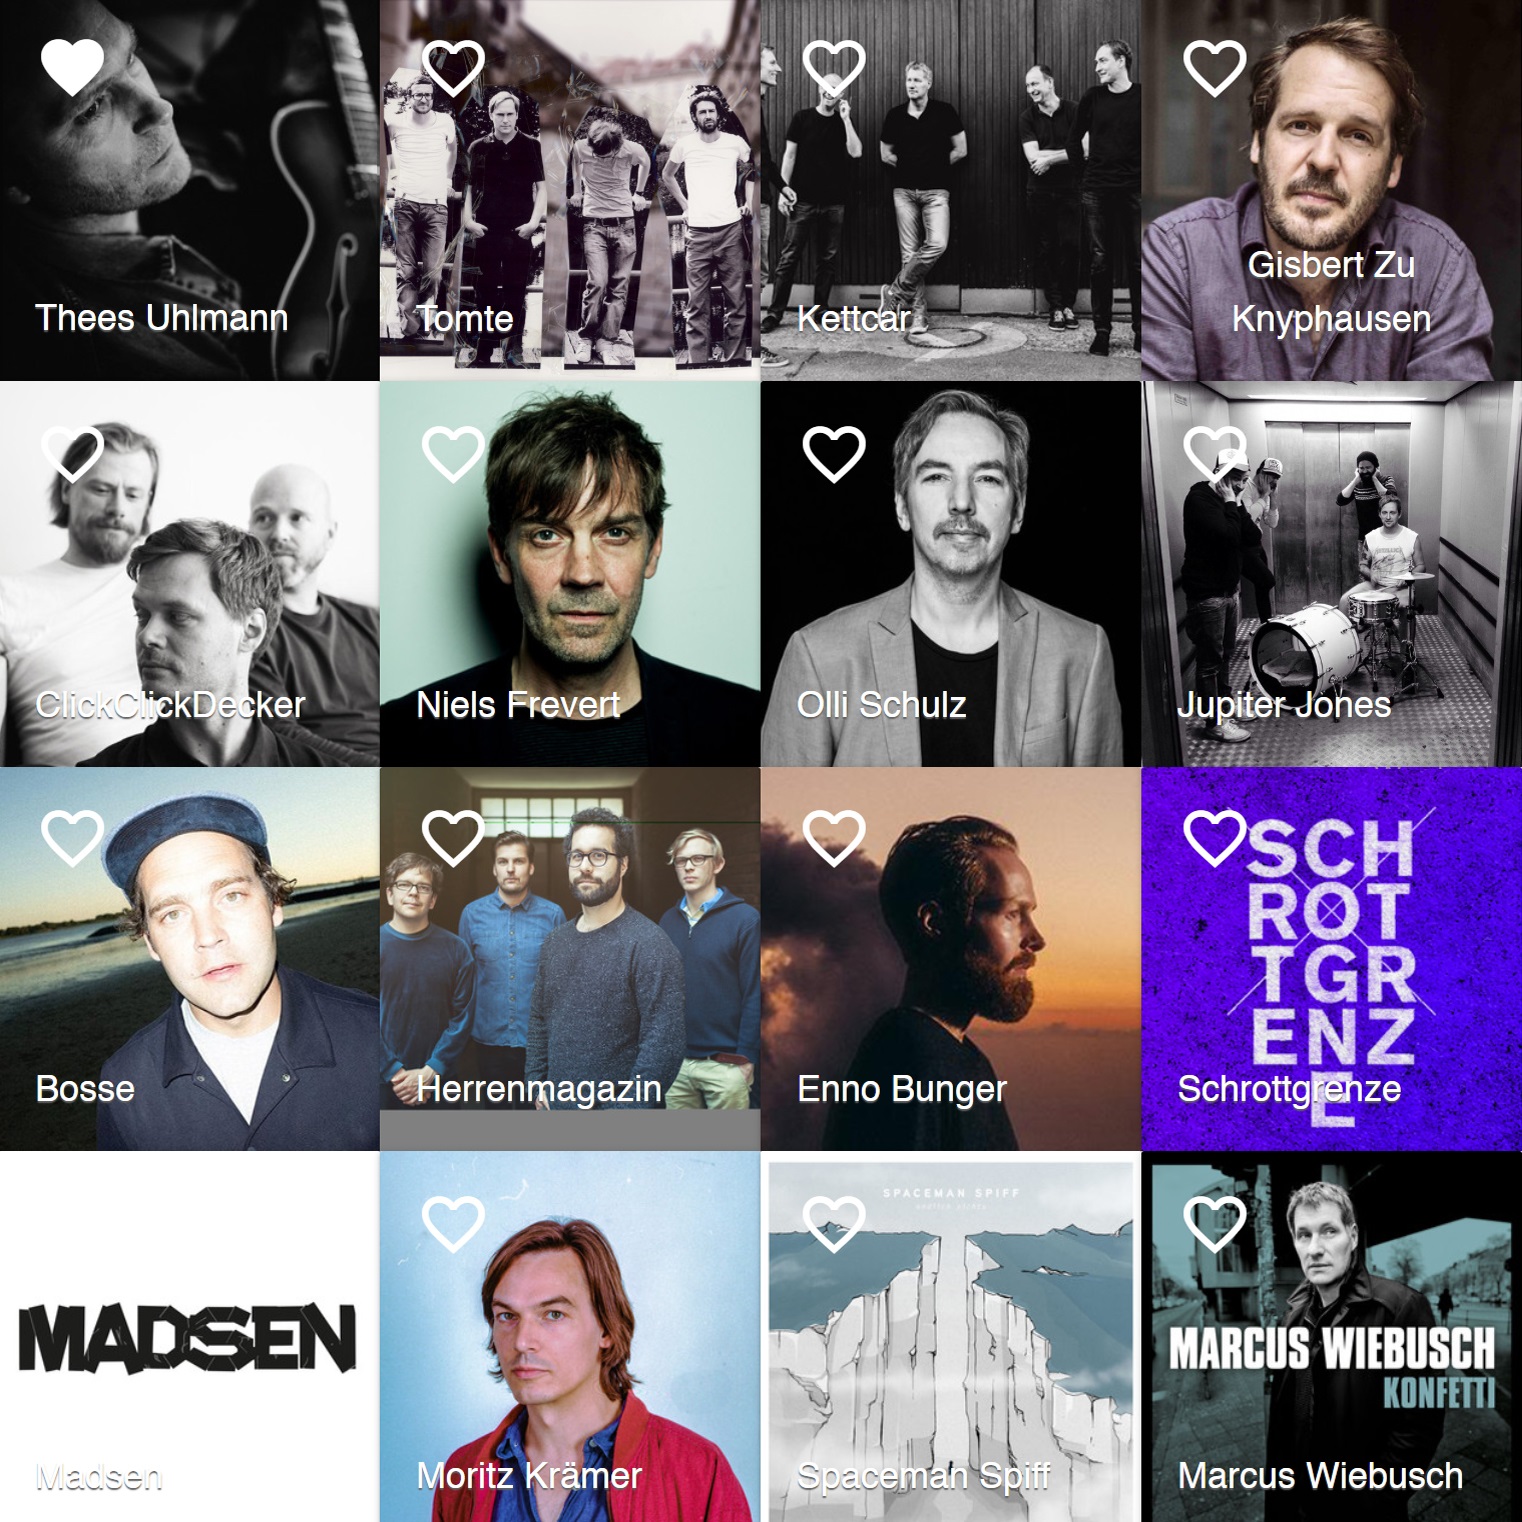 Thees Uhlmann
Tomte
Kettcar
Gisbert Zu
Knyphausen
ClickClickDecker
Niels Frevert
Olli Schulz
Jupiter Jones
Bosse
Herrenmagazin
Enno Bunger
SCH
ROT
TGR
ENZ
E
Schrottgrenze
MADSEN
Madsen
Moritz Krämer
SPACEMAN SPIFF
Spaceman Spiff
MARCUS WIEBUSCH
KONFETTI
Marcus Wiebusch